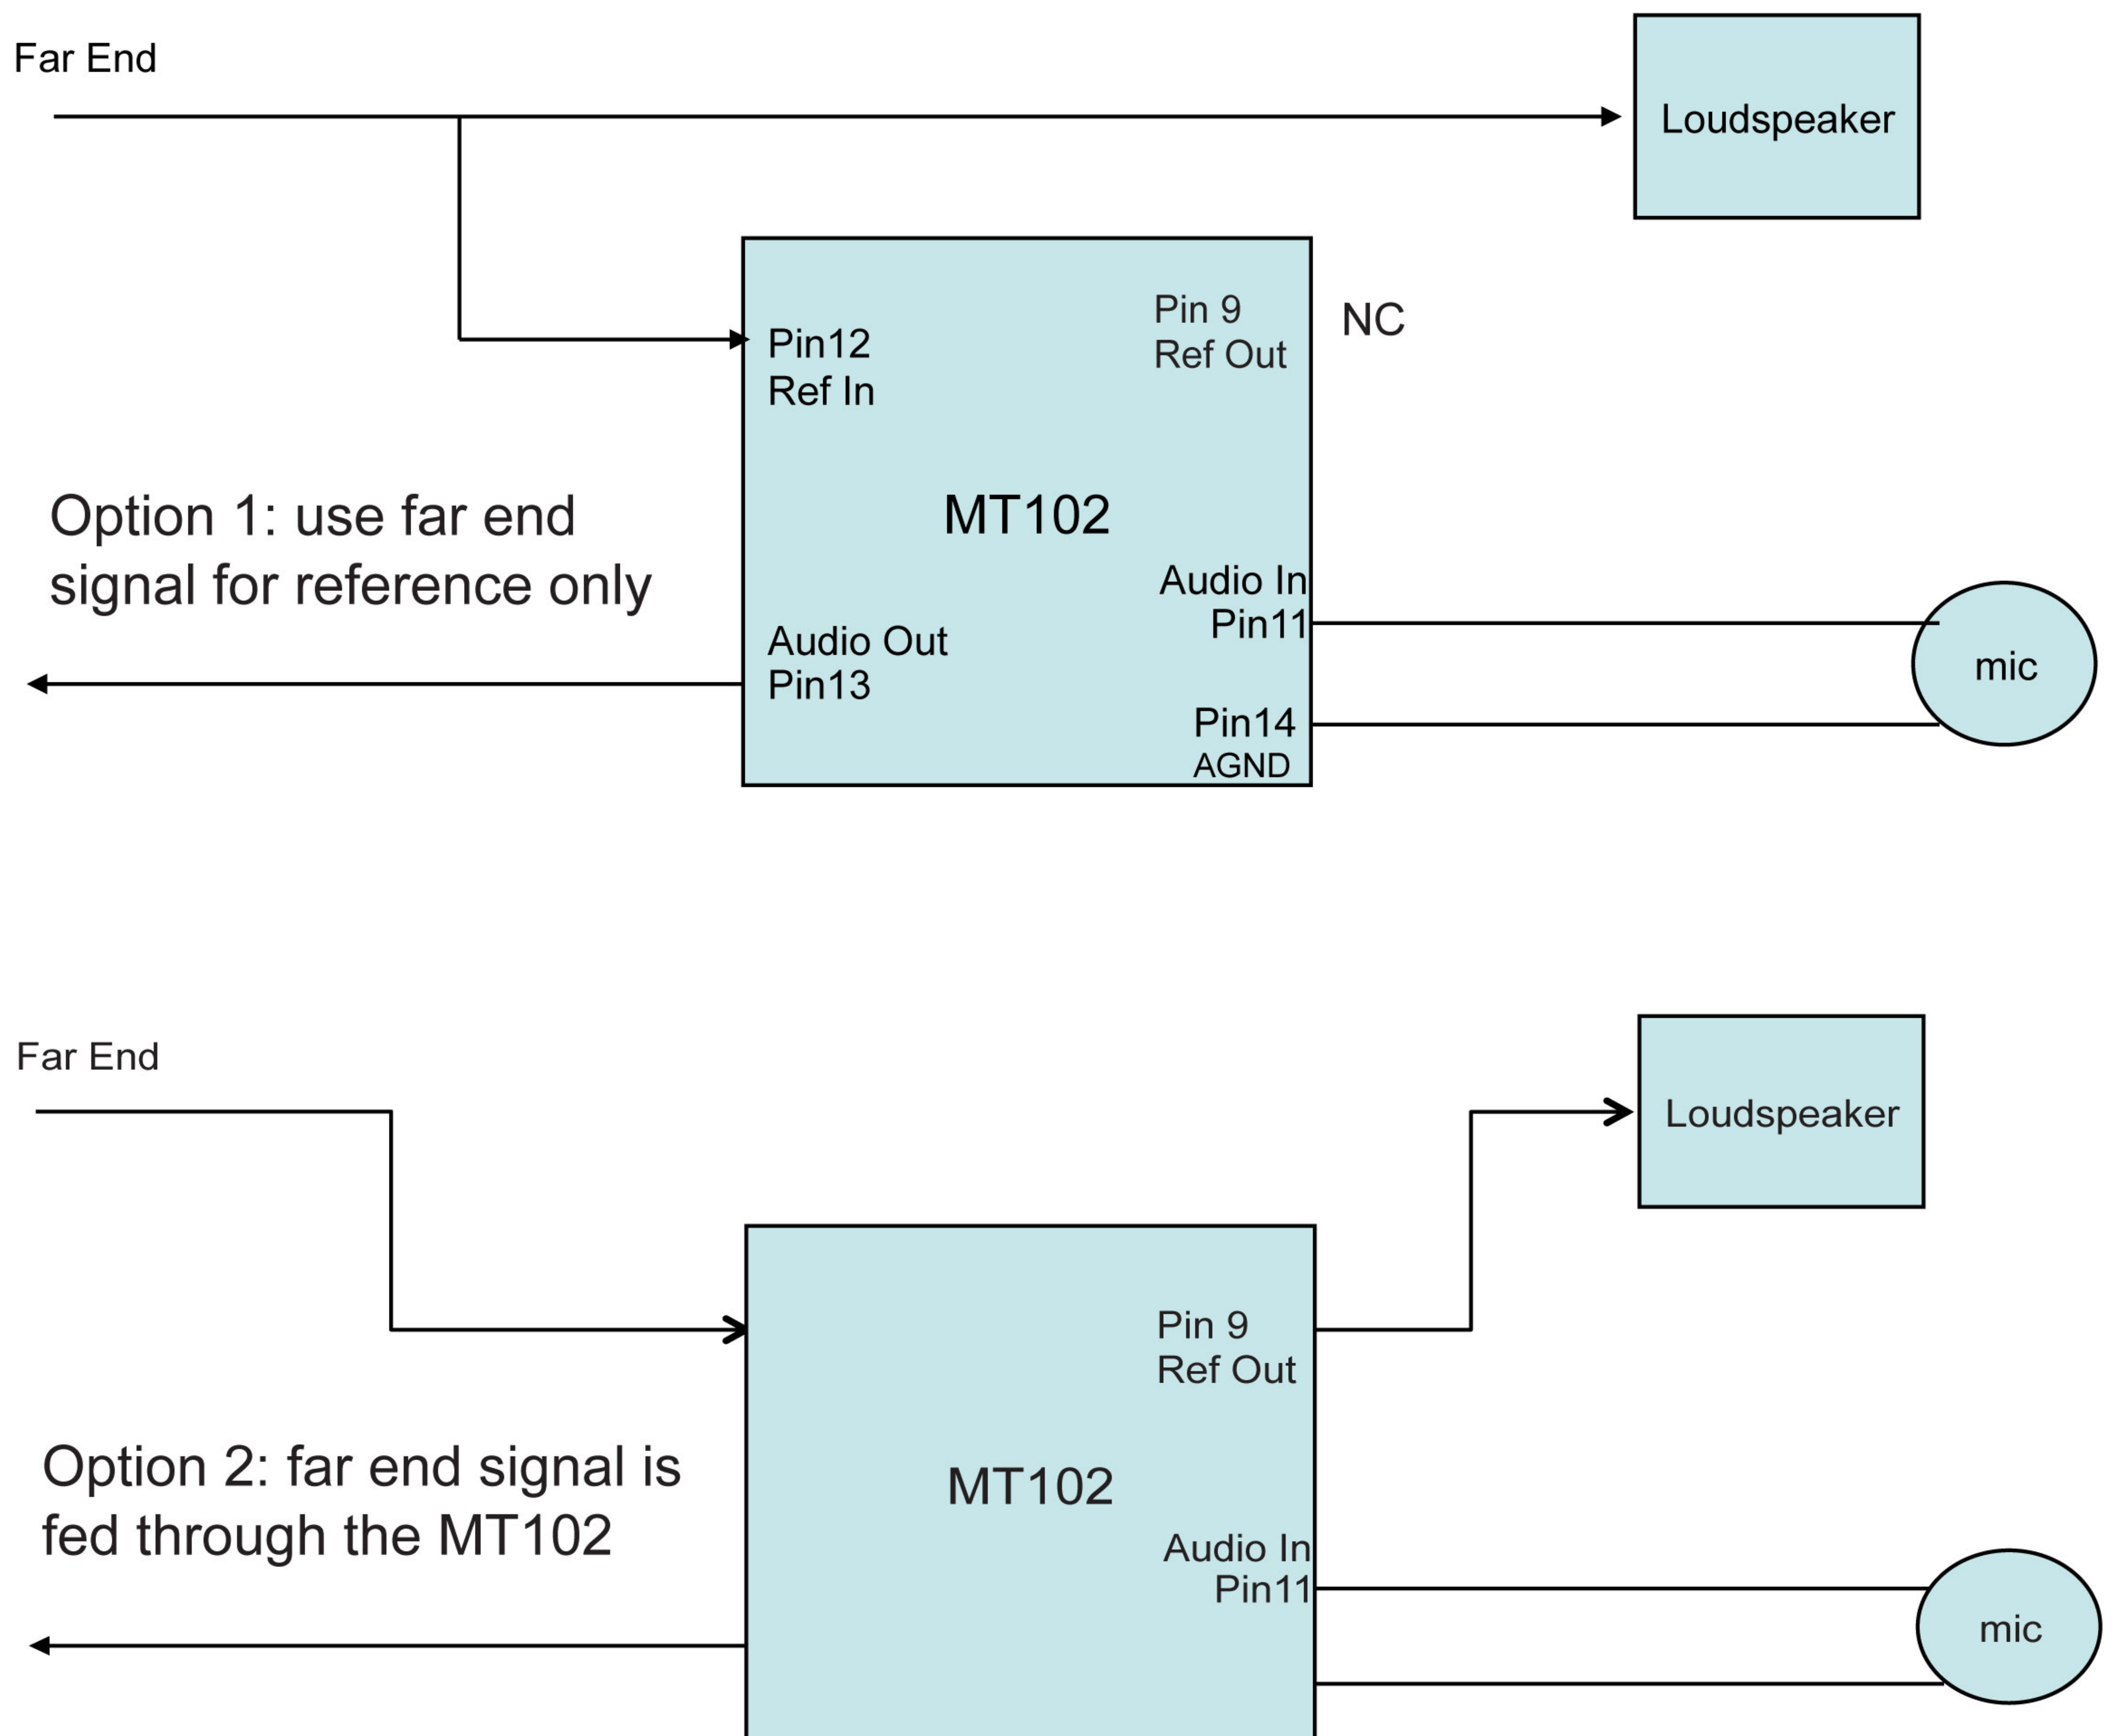 Far End
Loudspeaker
Pin 9
Ref Out
NC
Pin12
Ref In
Option 1: use far end
signal for reference only
MT102
Audio In
Pin11
Audio Out
Pin13
mic
Pin14
AGND
Far End
Loudspeaker
Pin 9
Ref Out
Option 2: far end signal is
fed through the MT102
MT102
Audio In
Pin11
mic